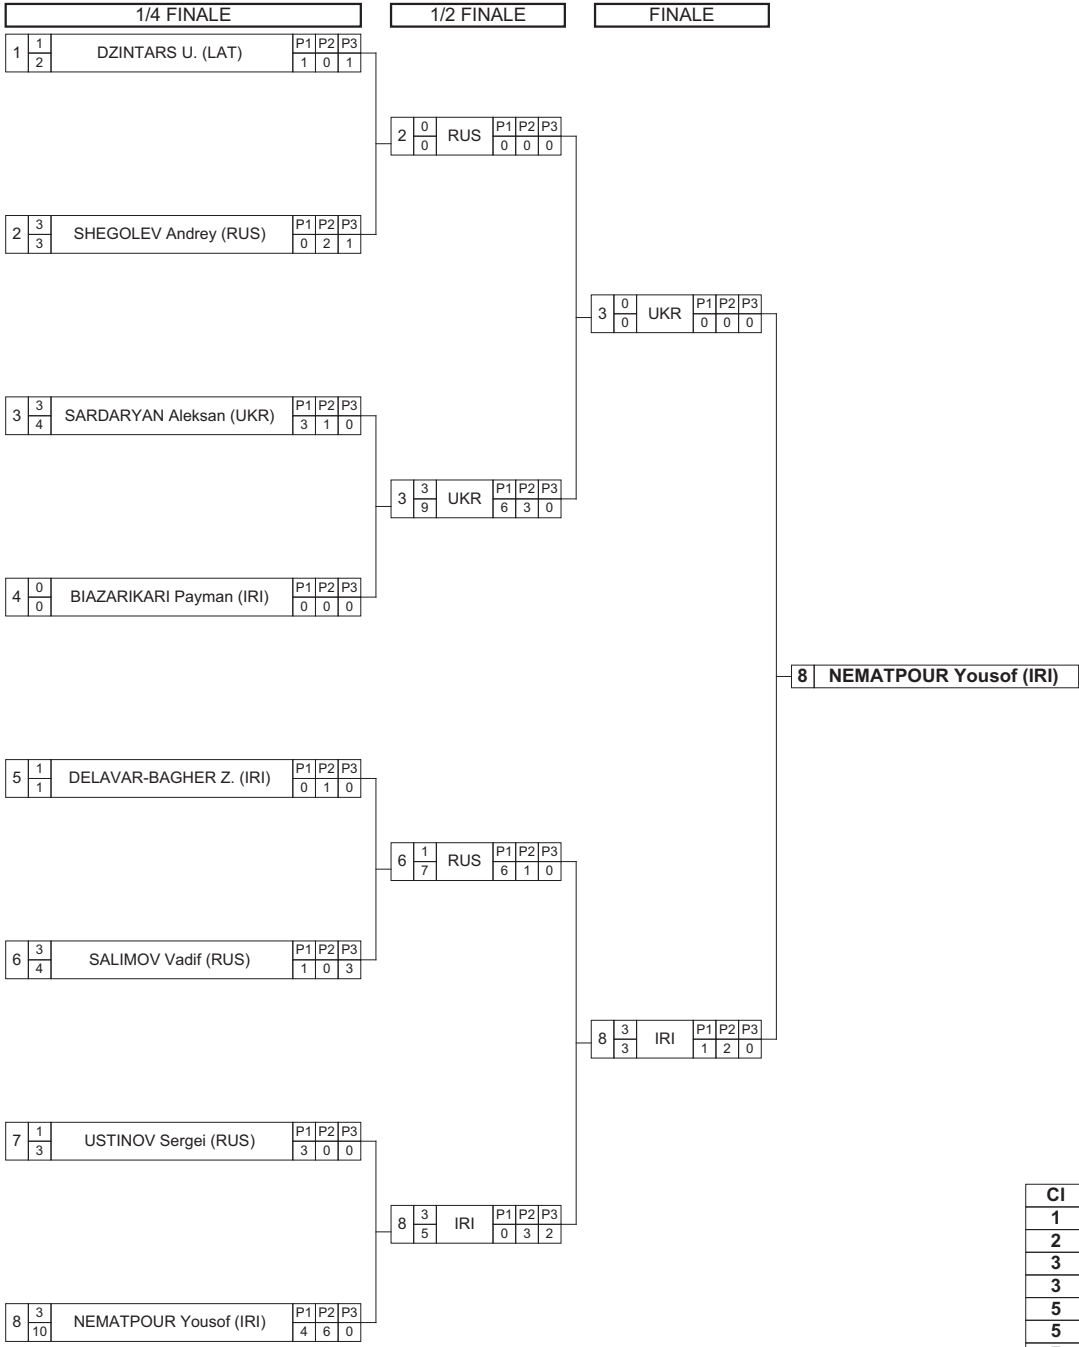 1/4 FINALE 1/2 FINALE FINALE
1 1 DZINTARS U. (LAT) P1 P2 P3
2 1 0 1
2 0 RUS P1 P2 P3
0 0 0 0
2 3 SHEGOLEV Andrey (RUS) P1 P2 P3
3 0 2 1
3 0 UKR P1 P2 P3
0 0 0 0
3 3 SARDARYAN Aleksan (UKR) P1 P2 P3
4 3 1 0
3 3 UKR P1 P2 P3
9 6 3 0
4 0 BIAZARIKARI Payman (IRI) P1 P2 P3
0 0 0 0
8 NEMATPOUR Yousof (IRI)
5 1 DELAVAR-BAGHER Z. (IRI) P1 P2 P3
1 0 1 0
6 1 RUS P1 P2 P3
7 6 1 0
6 3 SALIMOV Vadif (RUS) P1 P2 P3
4 1 0 3
8 3 IRI P1 P2 P3
3 1 2 0
7 1 USTINOV Sergei (RUS) P1 P2 P3
3 3 0 0
Cl
1
8 3 IRI P1 P2 P3
5 0 3 2
2
3
3
5
8 3 NEMATPOUR Yousof (IRI) P1 P2 P3
10 4 6 0
5